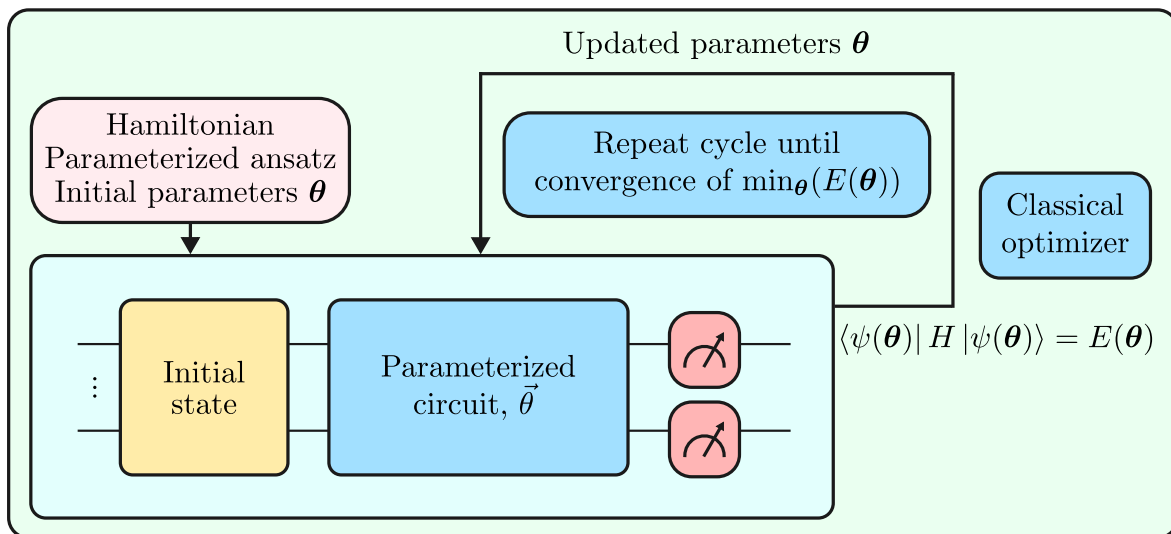 Updated parameters θ
Hamiltonian
Parameterized ansatz
Initial parameters θ
Repeat cycle until
convergence of min_θ(E(θ))
Classical
optimizer
Initial
state
⋮
Parameterized
circuit, θ⃗
⟨ψ(θ)| H |ψ(θ)⟩ = E(θ)